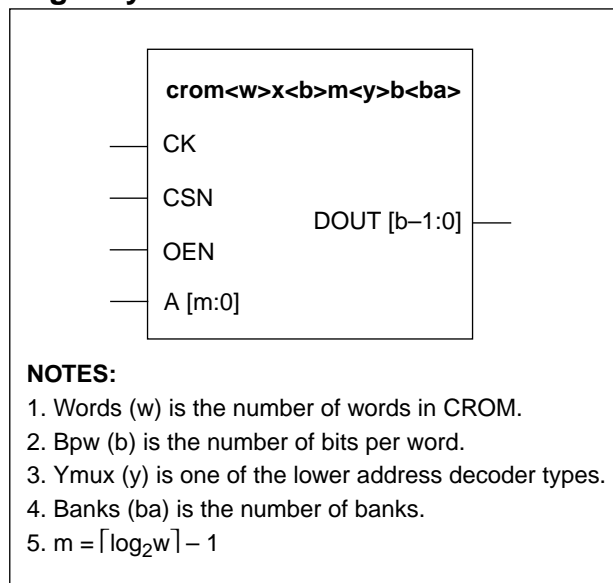 crom<w>x<b>m<y>b<ba>
CK
CSN
DOUT [b–1:0]
OEN
A [m:0]
NOTES:
1. Words (w) is the number of words in CROM.
2. Bpw (b) is the number of bits per word.
3. Ymux (y) is one of the lower address decoder types.
4. Banks (ba) is the number of banks.
5. m = ⌈log₂w⌉ – 1